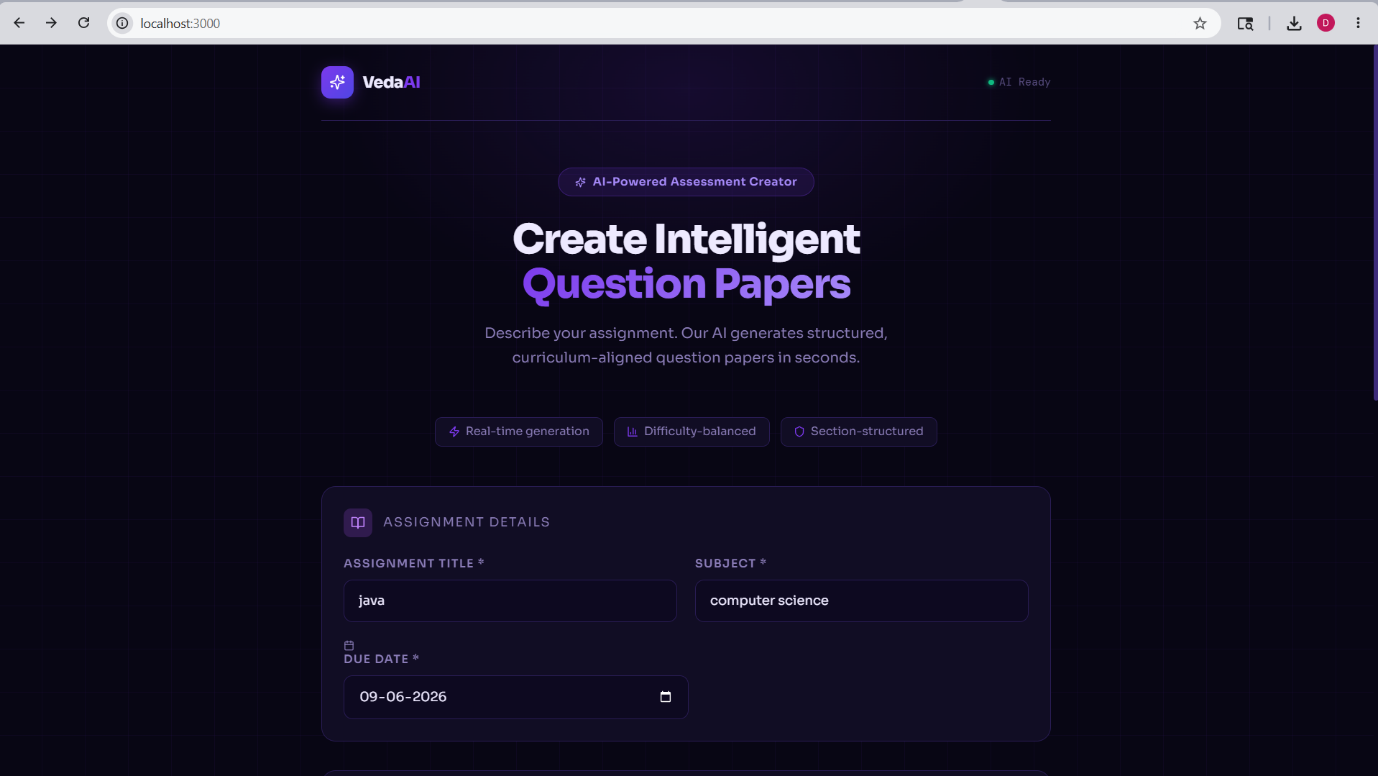 localhost:3000
D
VedaAI
AI Ready
AI-Powered Assessment Creator
Create Intelligent
Question Papers
Describe your assignment. Our AI generates structured,
curriculum-aligned question papers in seconds.
Real-time generation
Difficulty-balanced
Section-structured
ASSIGNMENT DETAILS
ASSIGNMENT TITLE *
SUBJECT *
java
computer science
DUE DATE *
09-06-2026